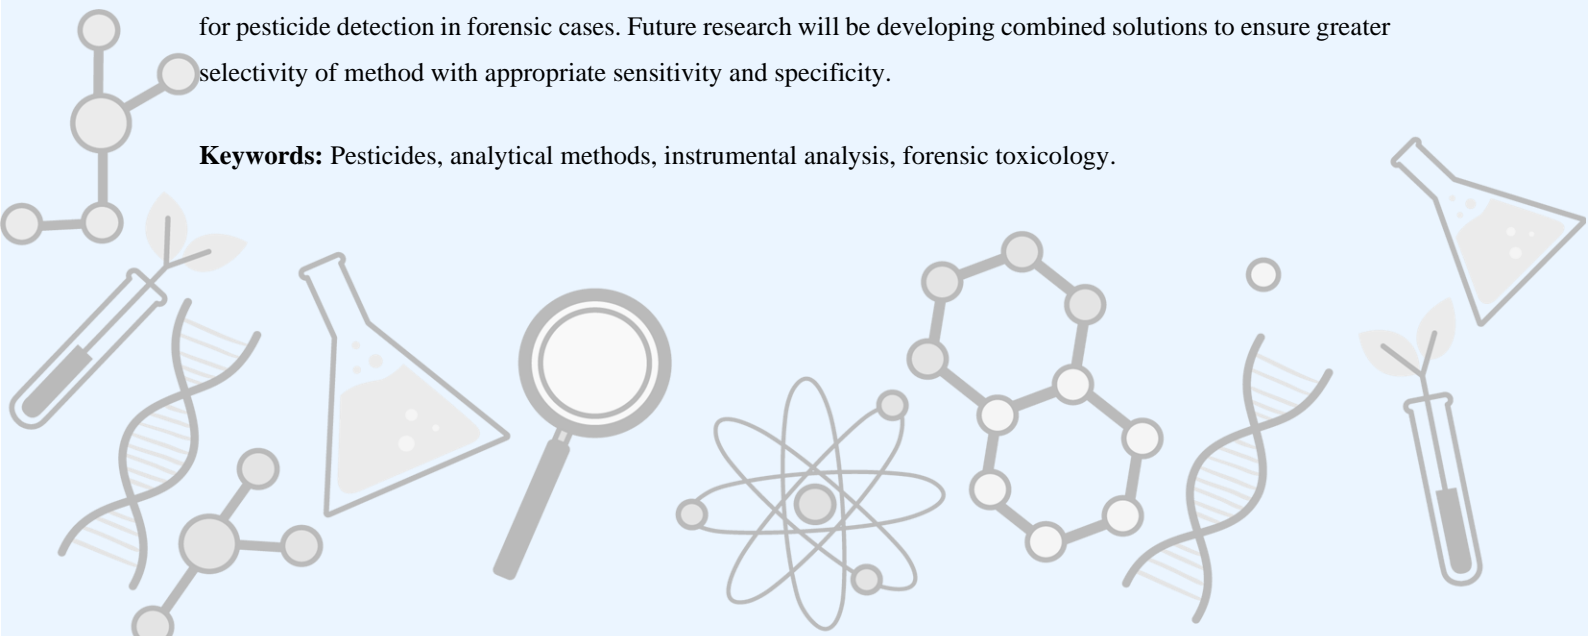 for pesticide detection in forensic cases. Future research will be developing combined solutions to ensure greater
selectivity of method with appropriate sensitivity and specificity.
Keywords: Pesticides, analytical methods, instrumental analysis, forensic toxicology.